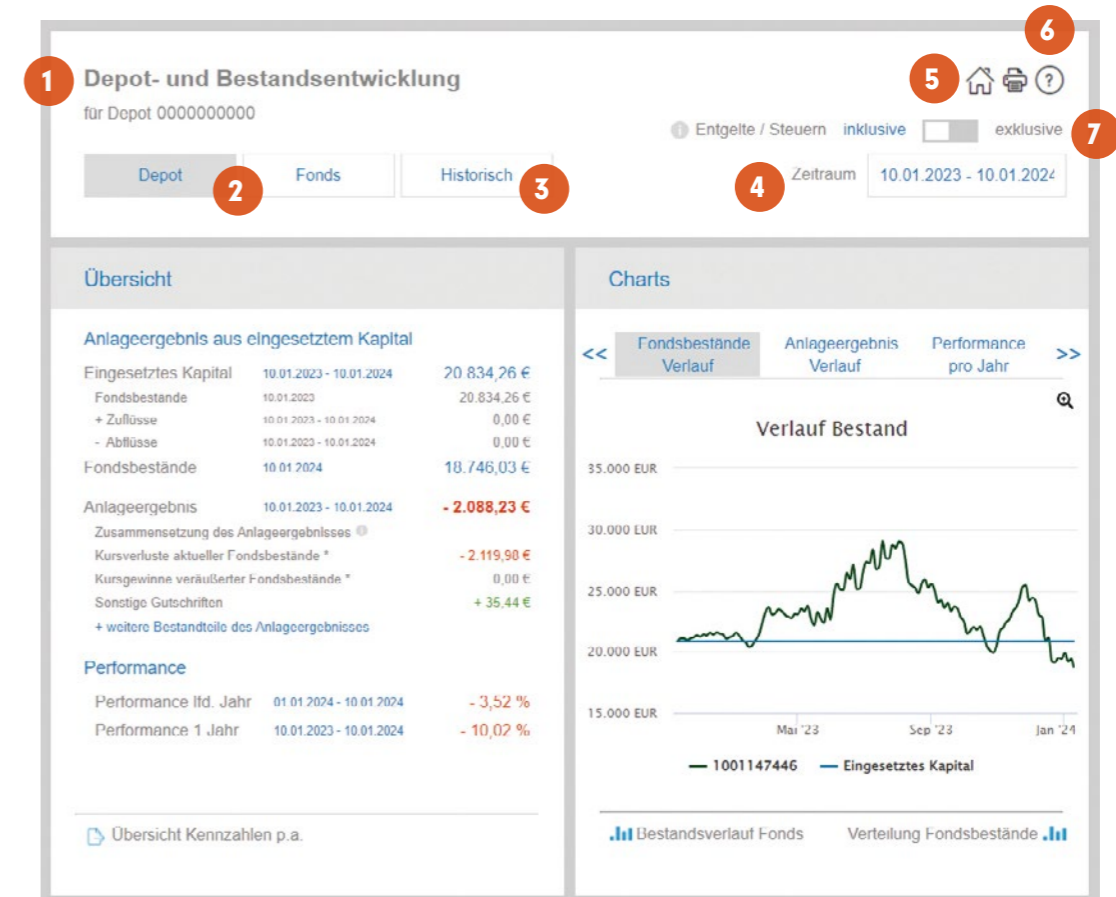 6
1 Depot- und Bestandsentwicklung
5 ?
für Depot 0000000000
Entgelte / Steuern inklusive exklusive 7
Depot 2 Fonds Historisch 3
4 Zeitraum 10.01.2023 - 10.01.2024
Übersicht
Anlageergebnis aus eingesetztem Kapital
Eingesetztes Kapital 10.01.2023 - 10.01.2024 20 834,26 €
Fondsbestände 10.01.2023 20.834,26 €
+ Zuflüsse 10.01.2023 - 10.01.2024 0,00 €
- Abflüsse 10.01.2023 - 10.01.2024 0,00 €
Fondsbestände 10.01.2024 18.746,03 €
Anlageergebnis 10.01.2023 - 10.01.2024 - 2.088,23 €
Zusammensetzung des Anlageergebnisses
Kursverluste aktueller Fondsbestände * - 2.119,98 €
Kursgewinne veräußerter Fondsbestände * 0,00 €
Sonstige Gutschriften + 35,44 €
+ weitere Bestandteile des Anlageergebnisses
Performance
Performance lfd. Jahr 01.01.2024 - 10.01.2024 - 3,52 %
Performance 1 Jahr 10.01.2023 - 10.01.2024 - 10,02 %
Übersicht Kennzahlen p.a.
Charts
<< Fondsbestände Verlauf Anlageergebnis Verlauf Performance pro Jahr >>
Verlauf Bestand
35.000 EUR
30.000 EUR
25.000 EUR
20.000 EUR
15.000 EUR
Mai '23 Sep '23 Jan '24
1001147446 Eingesetztes Kapital
Bestandsverlauf Fonds Verteilung Fondsbestände